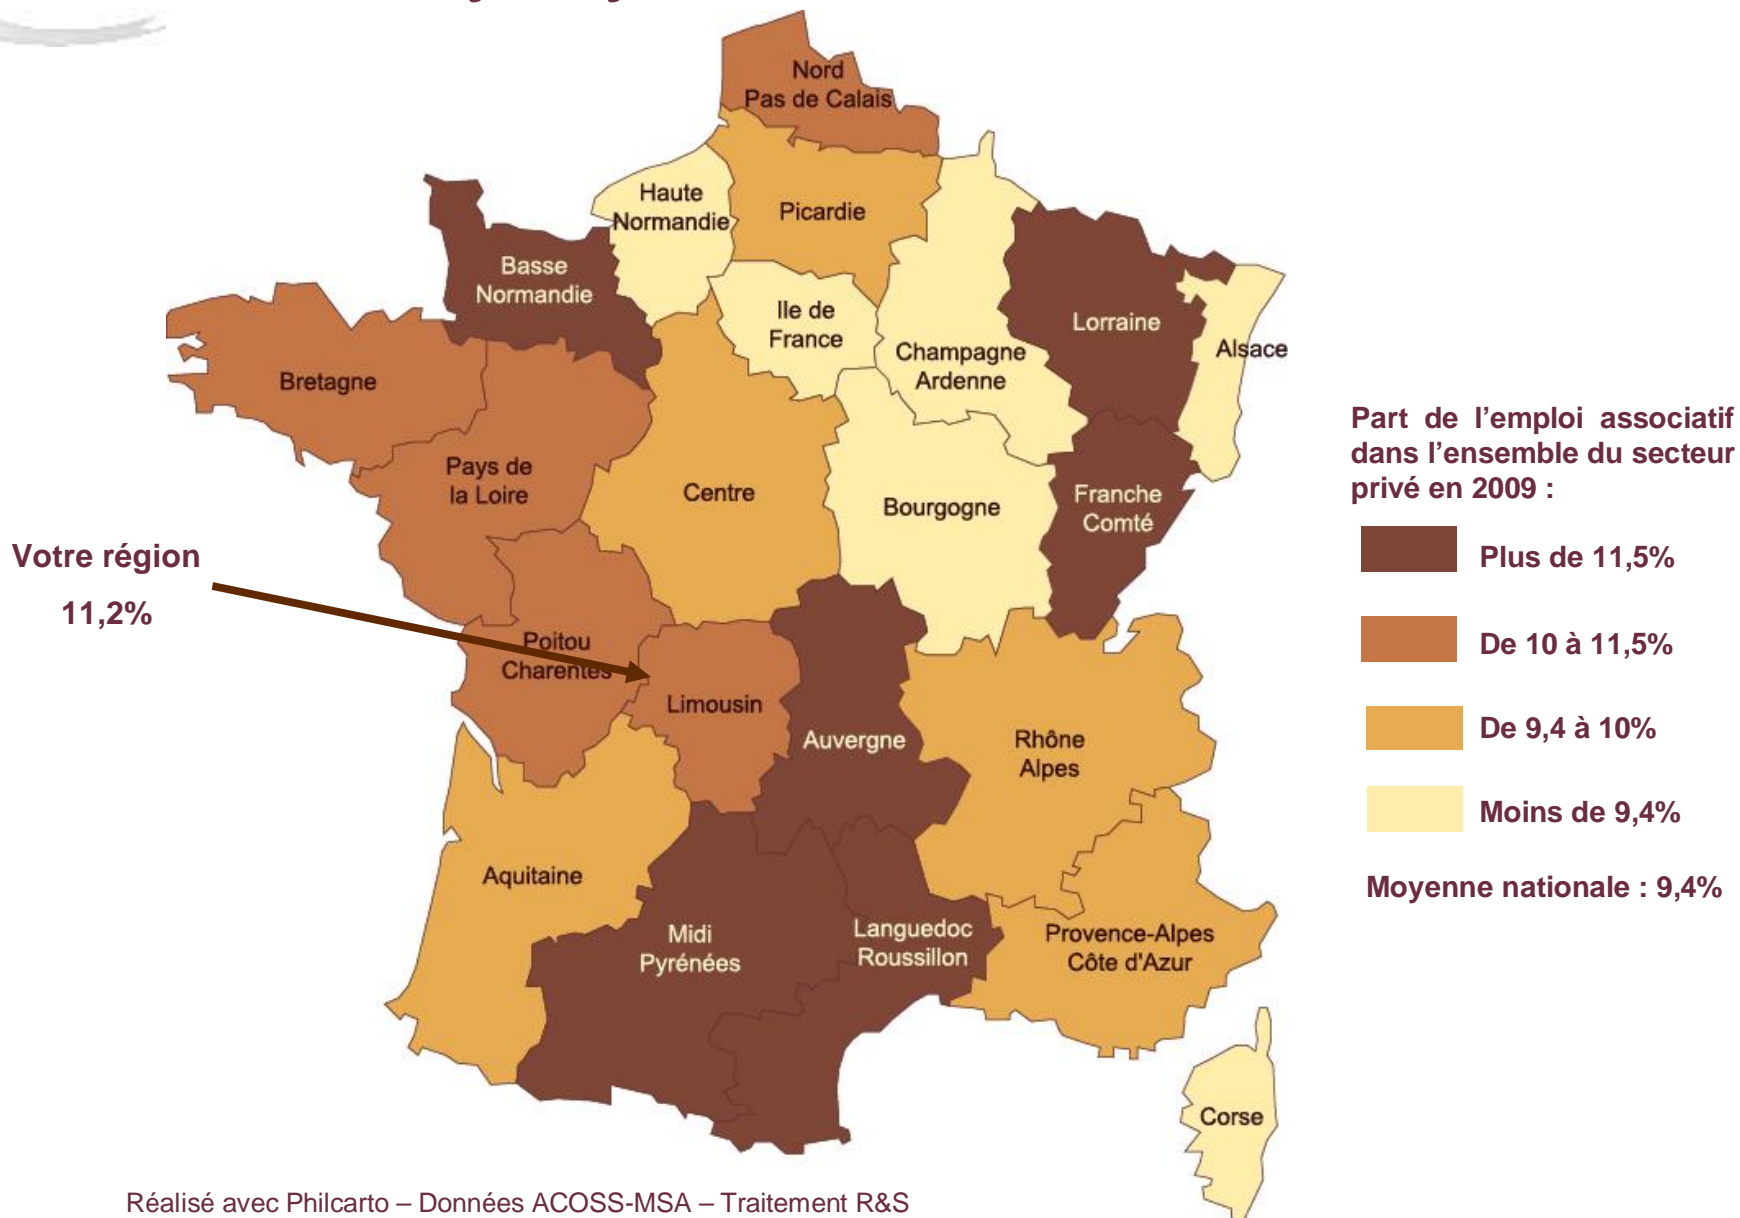 Nord
Pas de Calais
Haute
Normandie
Picardie
Basse
Normandie
Ile de
France
Champagne
Ardenne
Lorraine
Alsace
Bretagne
Pays de
la Loire
Centre
Bourgogne
Franche
Comté
Votre région
11,2%
Poitou
Charentes
Limousin
Auvergne
Rhône
Alpes
Aquitaine
Midi
Pyrénées
Languedoc
Roussillon
Provence-Alpes
Côte d'Azur
Corse
Part de l’emploi associatif
dans l’ensemble du secteur
privé en 2009 :
Plus de 11,5%
De 10 à 11,5%
De 9,4 à 10%
Moins de 9,4%
Moyenne nationale : 9,4%
Réalisé avec Philcarto – Données ACOSS-MSA – Traitement R&S